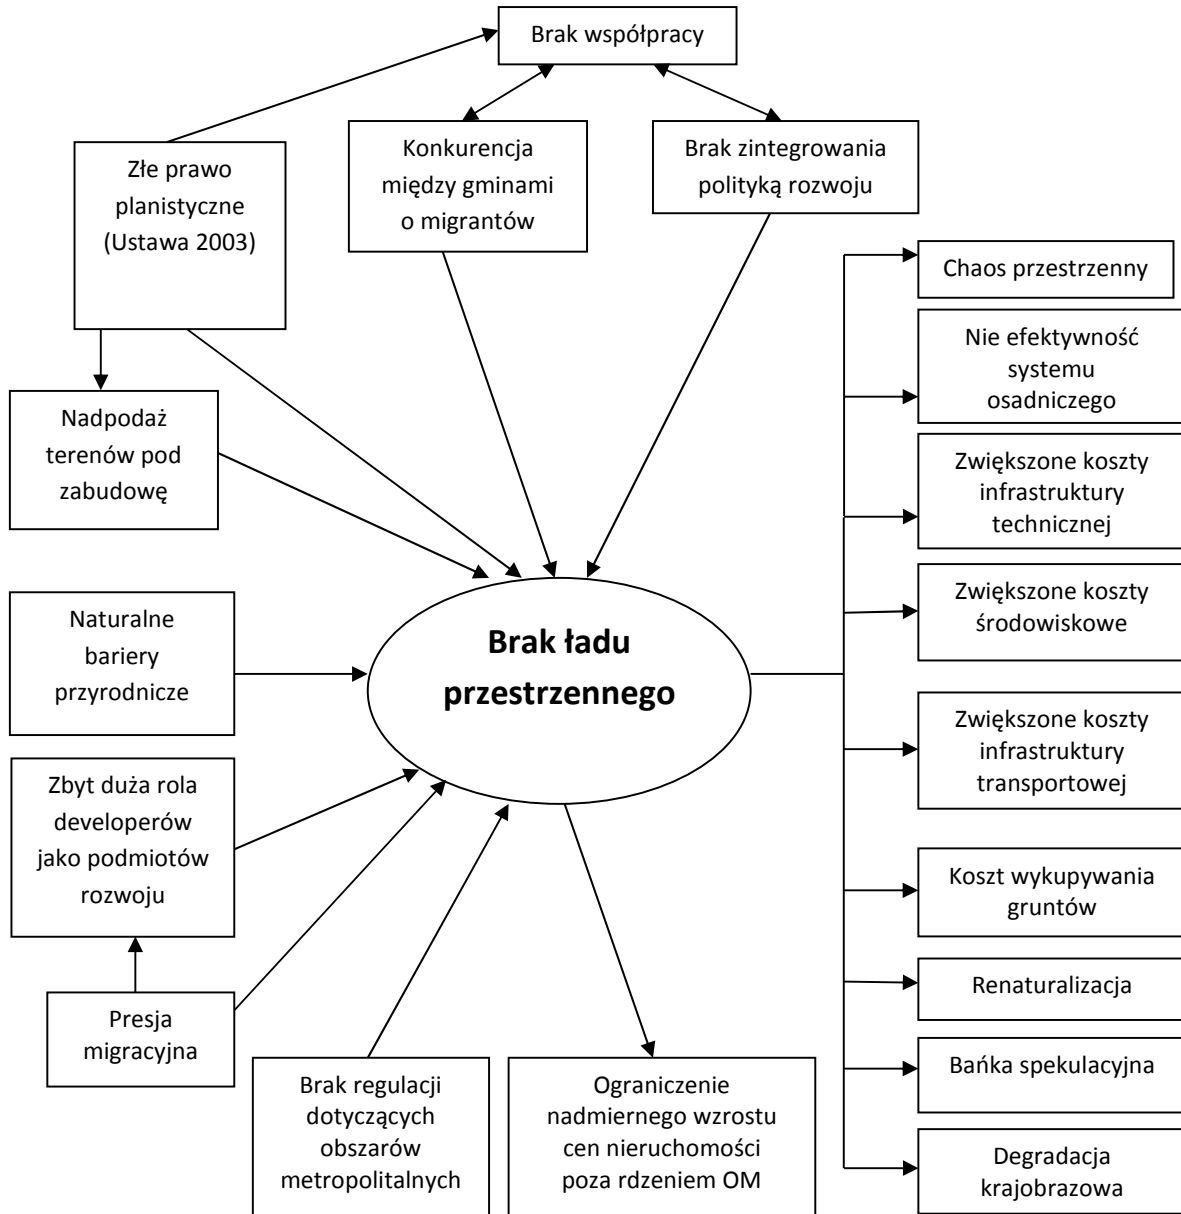 Brak współpracy
Złe prawo
planistyczne
(Ustawa 2003)
Konkurencja
między gminami
o migrantów
Brak zintegrowania
polityką rozwoju
Chaos przestrzenny
Nie efektywność
systemu
osadniczego
Nadpodaż
terenów pod
zabudowę
Zwiększone koszty
infrastruktury
technicznej
Naturalne
bariery
przyrodnicze
Brak ładu
przestrzennego
Zwiększone koszty
środowiskowe
Zwiększone koszty
infrastruktury
transportowej
Zbyt duża rola
developerów
jako podmiotów
rozwoju
Koszt wykupywania
gruntów
Renaturalizacja
Presja
migracyjna
Brak regulacji
dotyczących
obszarów
metropolitalnych
Ograniczenie
nadmiernego wzrostu
cen nieruchomości
poza rdzeniem OM
Bańka spekulacyjna
Degradacja
krajobrazowa